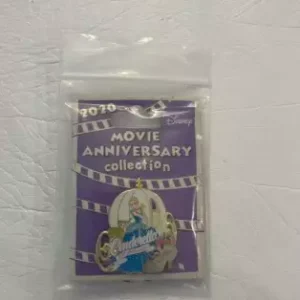 2020
Disney
MOVIE
ANNIVERSARY
collection
Cinderella